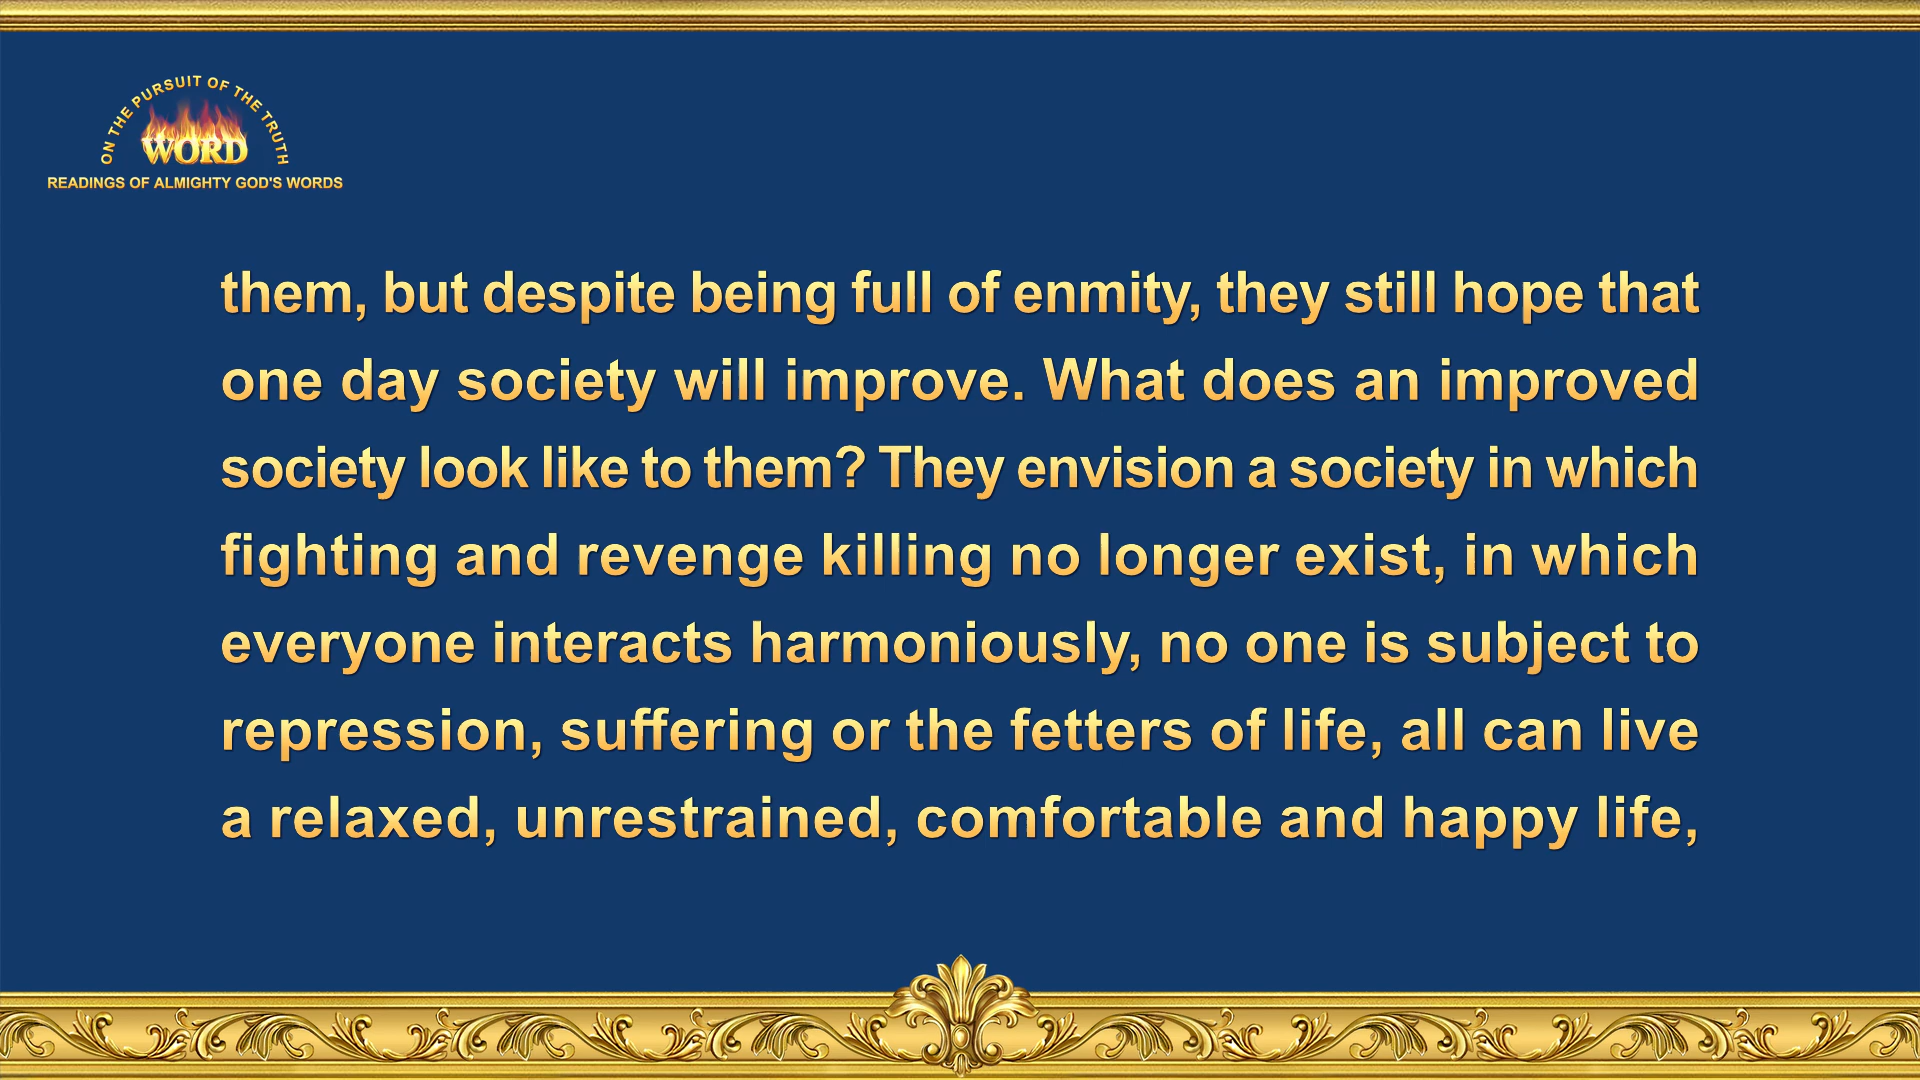 ON THE PURSUIT OF THE TRUTH
WORD
READINGS OF ALMIGHTY GOD'S WORDS
them, but despite being full of enmity, they still hope that
one day society will improve. What does an improved
society look like to them? They envision a society in which
fighting and revenge killing no longer exist, in which
everyone interacts harmoniously, no one is subject to
repression, suffering or the fetters of life, all can live
a relaxed, unrestrained, comfortable and happy life,